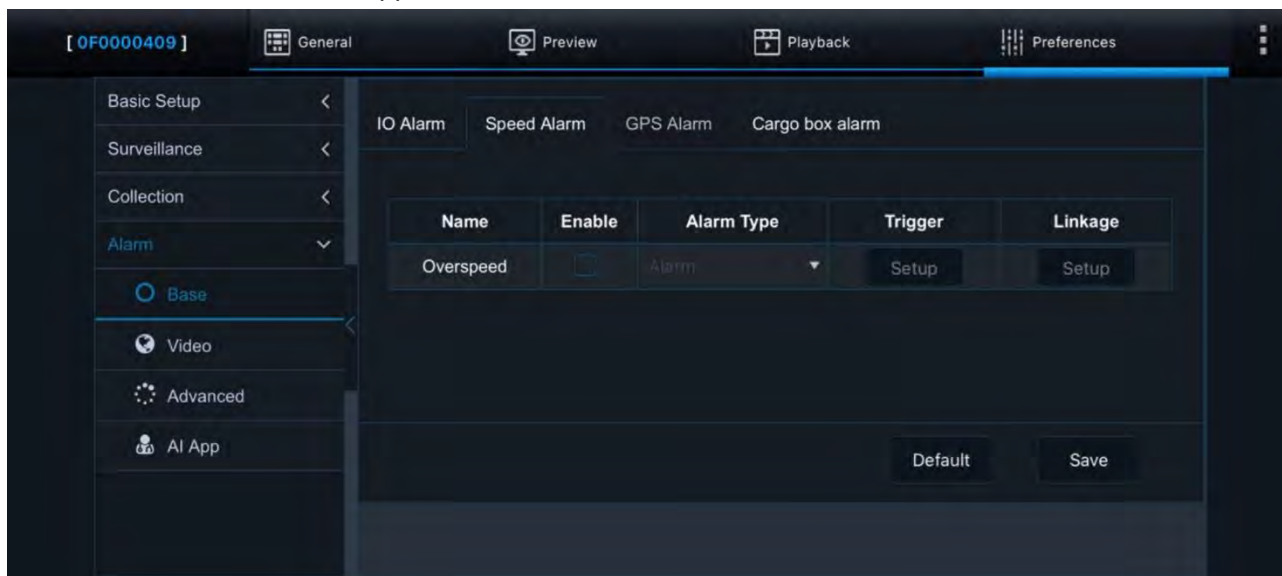 [ 0F0000409 ] General Preview Playback Preferences
Basic Setup
Surveillance
Collection
Alarm
Base
Video
Advanced
AI App
IO Alarm Speed Alarm GPS Alarm Cargo box alarm
Name Enable Alarm Type Trigger Linkage
Overspeed Alarm Setup Setup
Default Save